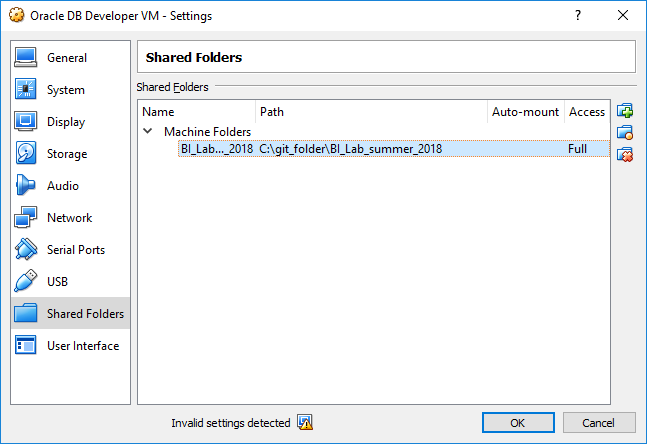 Oracle DB Developer VM - Settings
?
General
System
Display
Storage
Audio
Network
Serial Ports
USB
Shared Folders
User Interface
Shared Folders
Shared Folders
Name Path Auto-mount Access
Machine Folders
BI_Lab..._2018 C:\git_folder\BI_Lab_summer_2018 Full
Invalid settings detected
OK Cancel